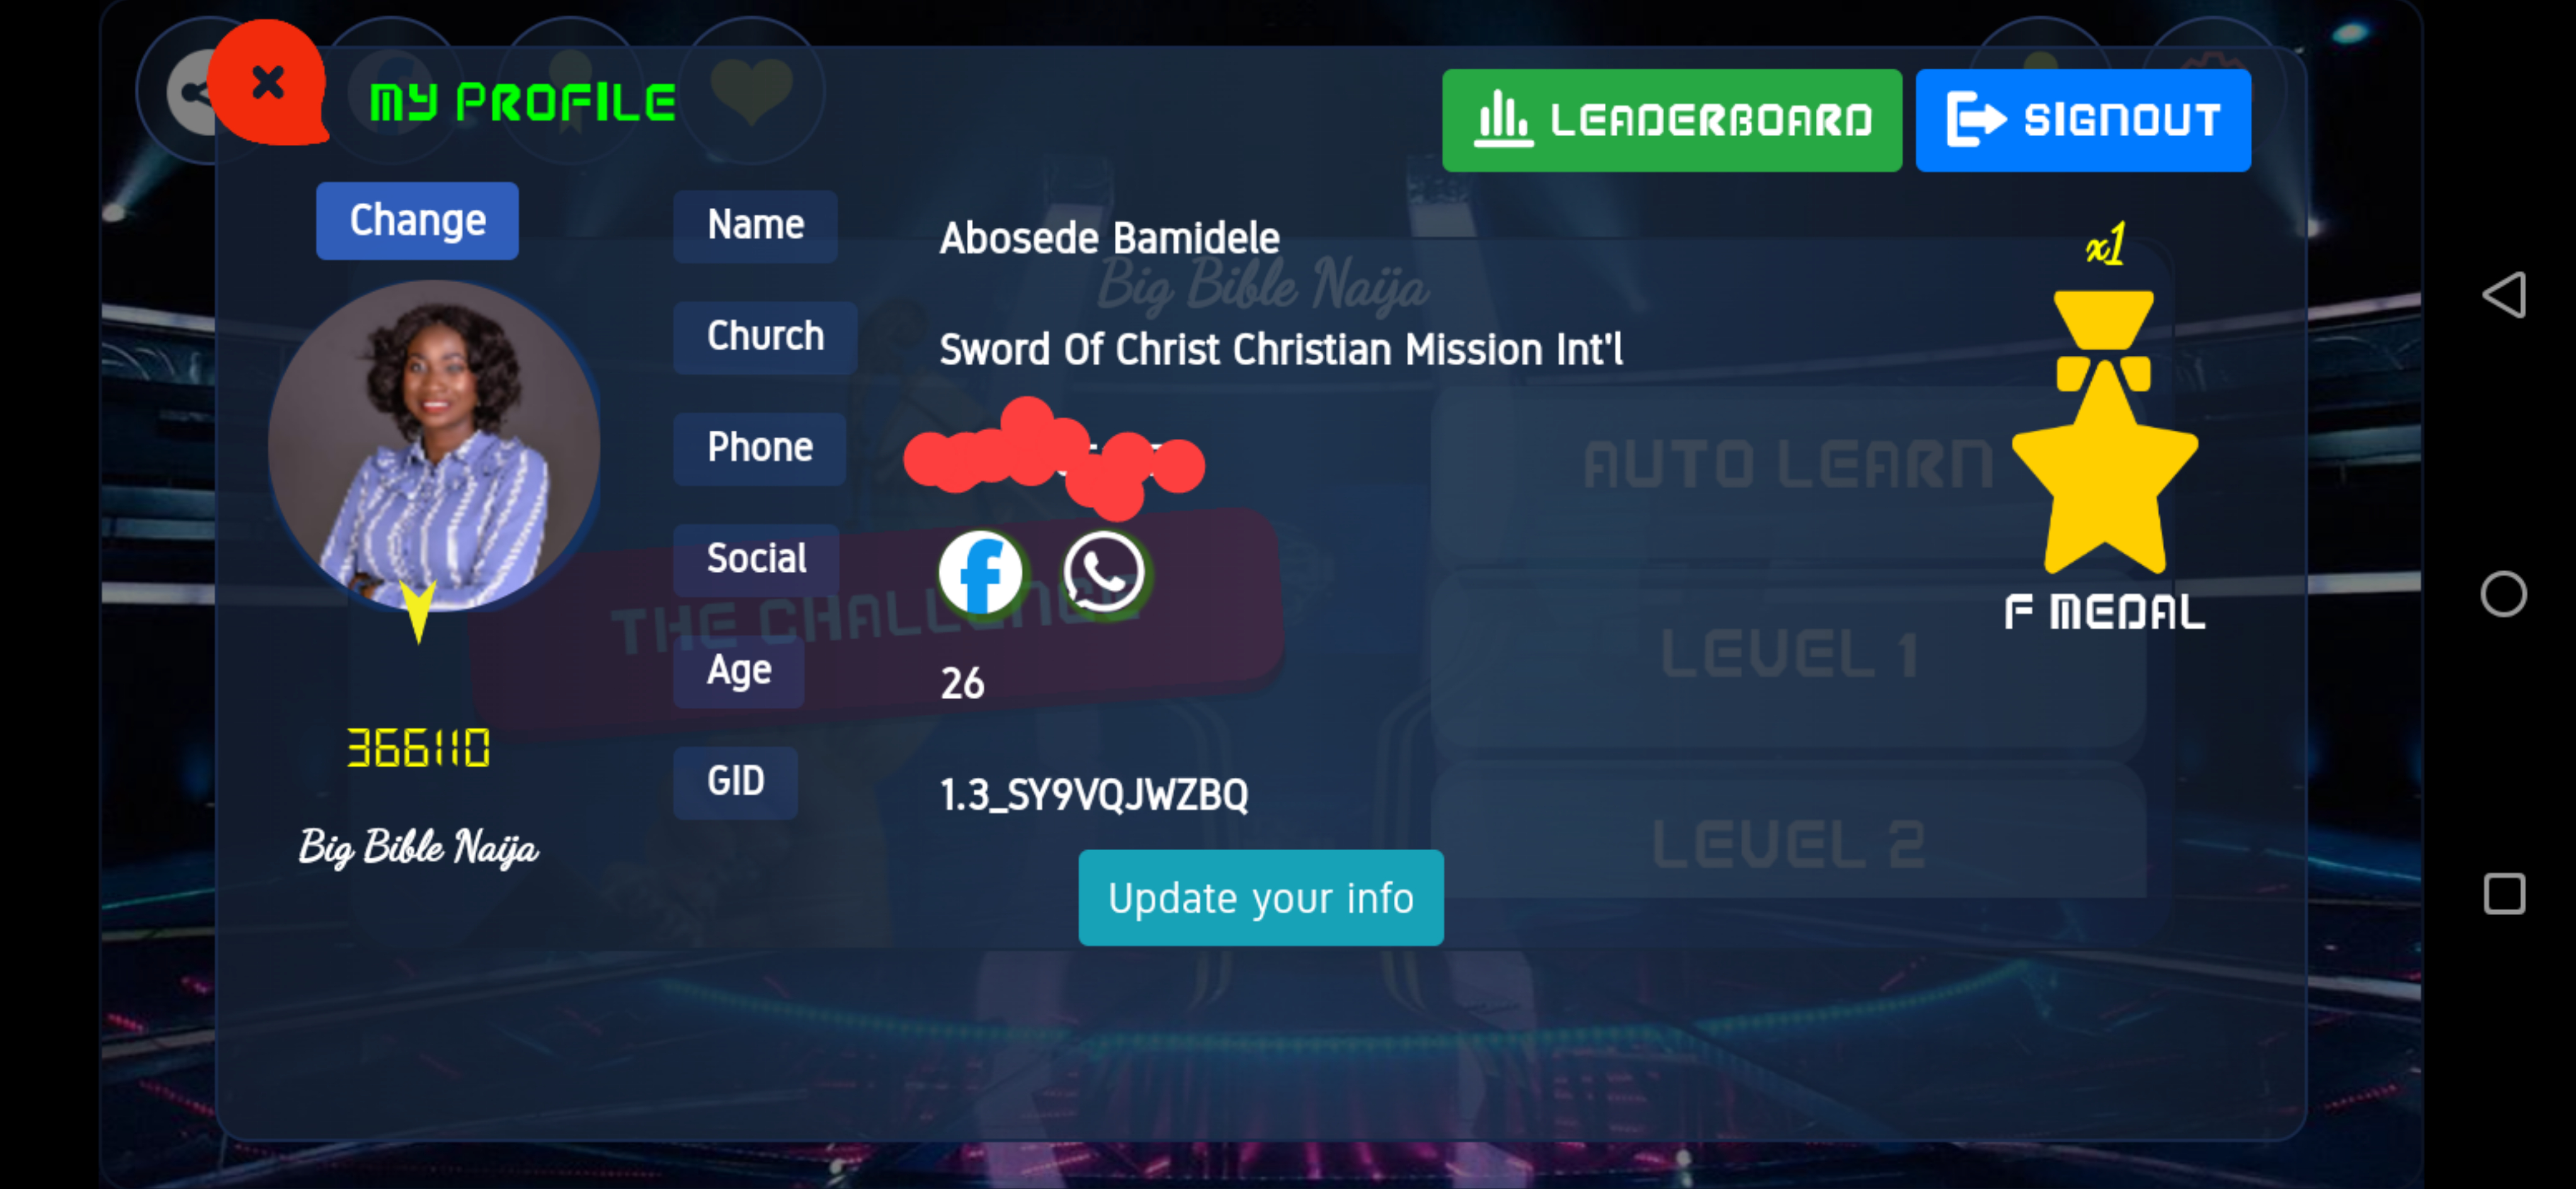 MY PROFILE
LEADERBOARD
SIGNOUT
Change
Name
Abosede Bamidele
Big Bible Naija
Church
Sword Of Christ Christian Mission Int'l
Phone
Social
Age
26
GID
1.3_SY9VQJWZBQ
Update your info
366110
Big Bible Naija
x1
F MEDAL
THE CHALLENGE
AUTO LEARN
LEVEL 1
LEVEL 2